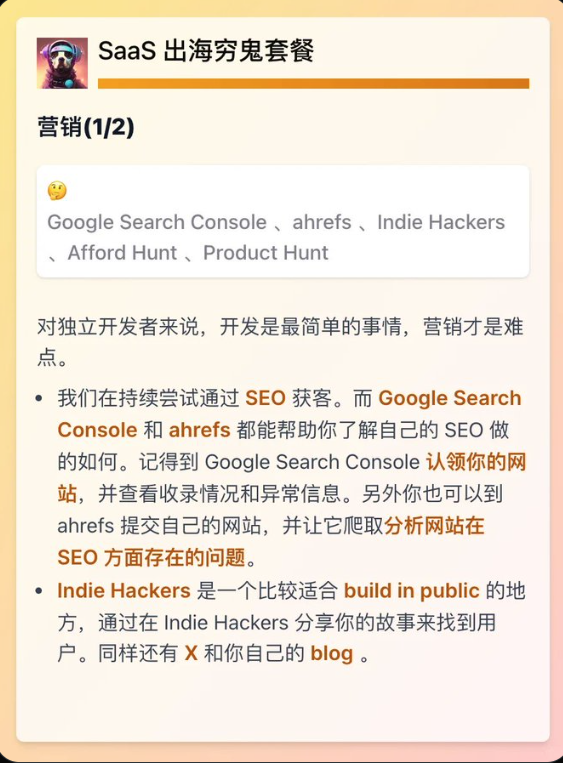 SaaS 出海穷鬼套餐
营销(1/2)
🤔
Google Search Console 、ahrefs 、Indie Hackers
、Afford Hunt 、Product Hunt
对独立开发者来说，开发是最简单的事情，营销才是难
点。
• 我们在持续尝试通过 SEO 获客。而 Google Search
Console 和 ahrefs 都能帮助你了解自己的 SEO 做
的如何。记得到 Google Search Console 认领你的网
站，并查看收录情况和异常信息。另外你也可以到
ahrefs 提交自己的网站，并让它爬取分析网站在
SEO 方面存在的问题。
• Indie Hackers 是一个比较适合 build in public 的地
方，通过在 Indie Hackers 分享你的故事来找到用
户。同样还有 X 和你自己的 blog 。